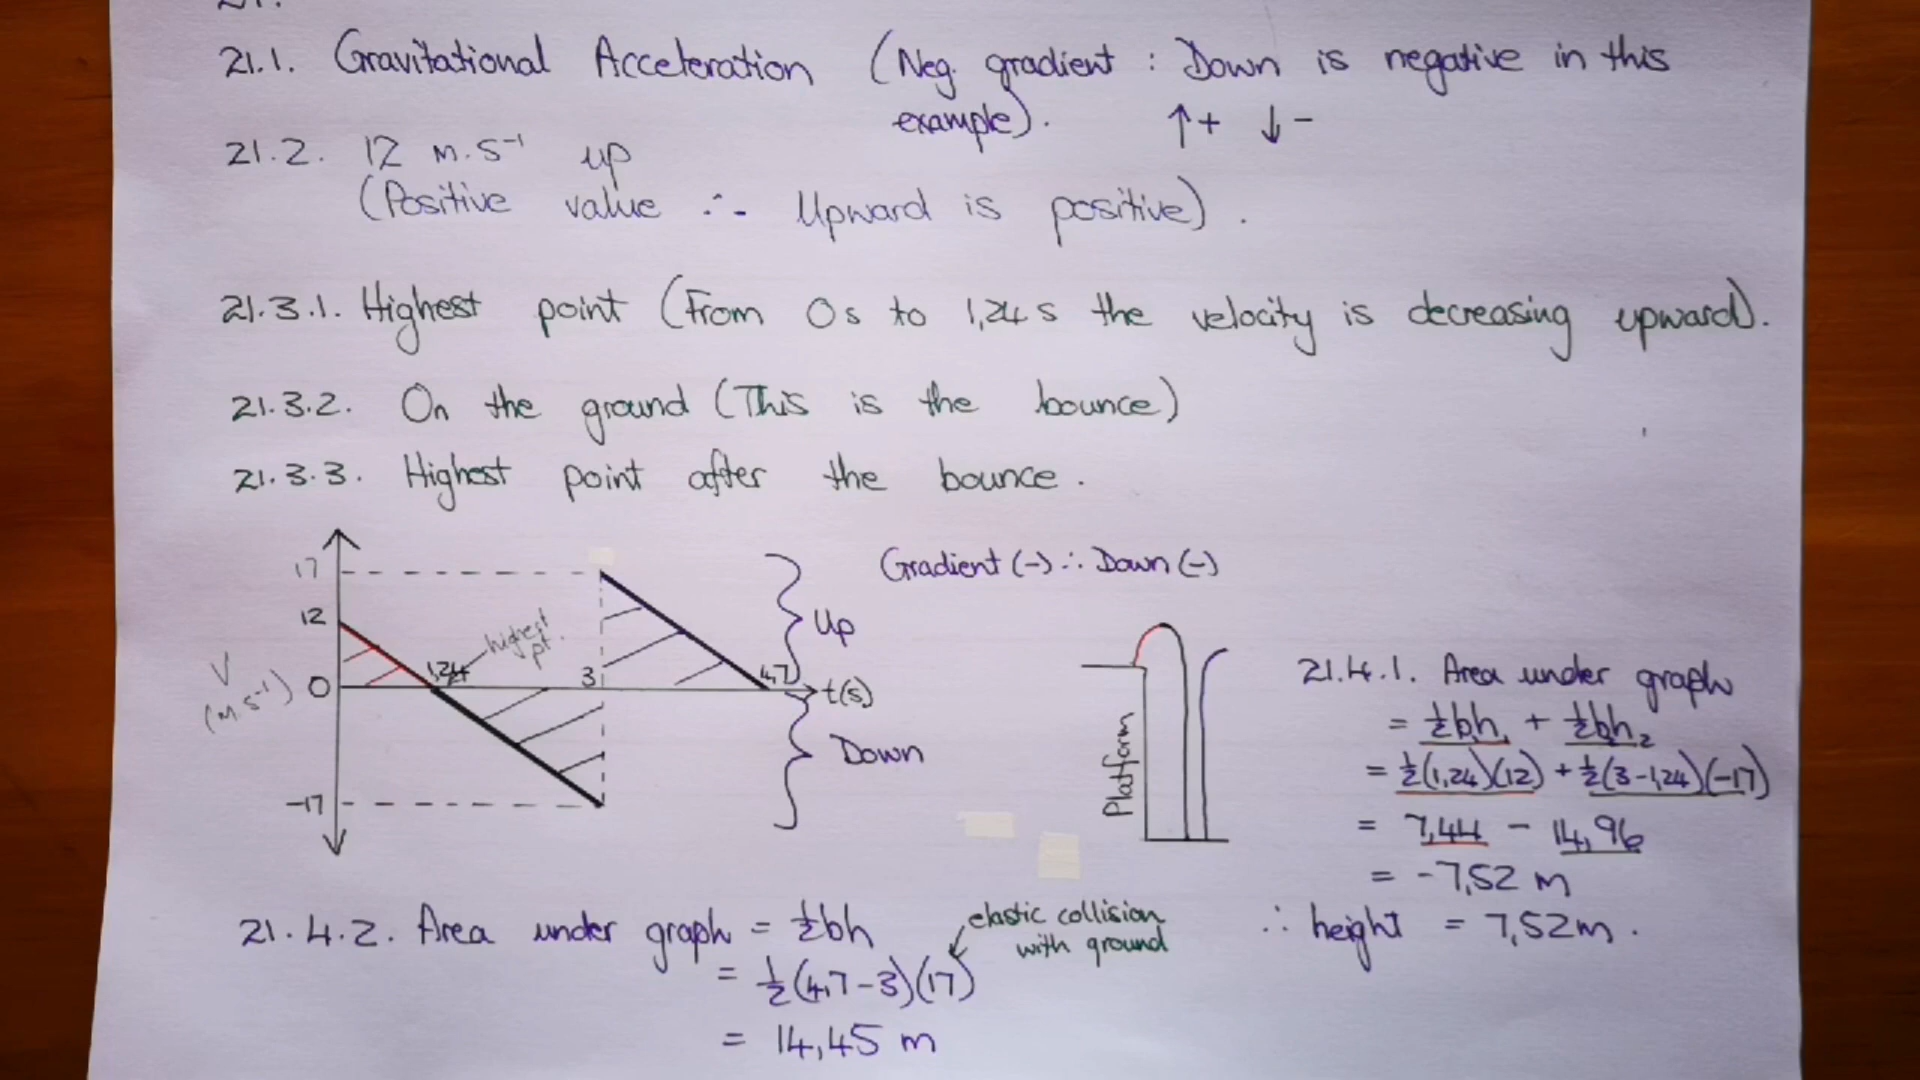 21.1. Gravitational Acceleration (Neg. gradient : Down is negative in this
example). ↑+ ↓-
21.2. 12 m.s⁻¹ up
(Positive value ∴ Upward is positive).
21.3.1. Highest point (From 0s to 1,24s the velocity is decreasing upward).
21.3.2. On the ground (This is the bounce)
21.3.3. Highest point after the bounce.
Gradient (-) ∴ Down (-)
17
12
V
(m.s⁻¹)
0
-17
1,24
highest
pt.
3
4,7
t(s)
Up
Down
Platform
21.4.1. Area under graph
= ½bh₁ + ½bh₂
= ½(1,24)(12) + ½(3-1,24)(-17)
= 7,44 - 14,96
= -7,52 m
∴ height = 7,52m.
21.4.2. Area under graph = ½bh
= ½(4,7-3)(17)
= 14,45 m
elastic collision
with ground